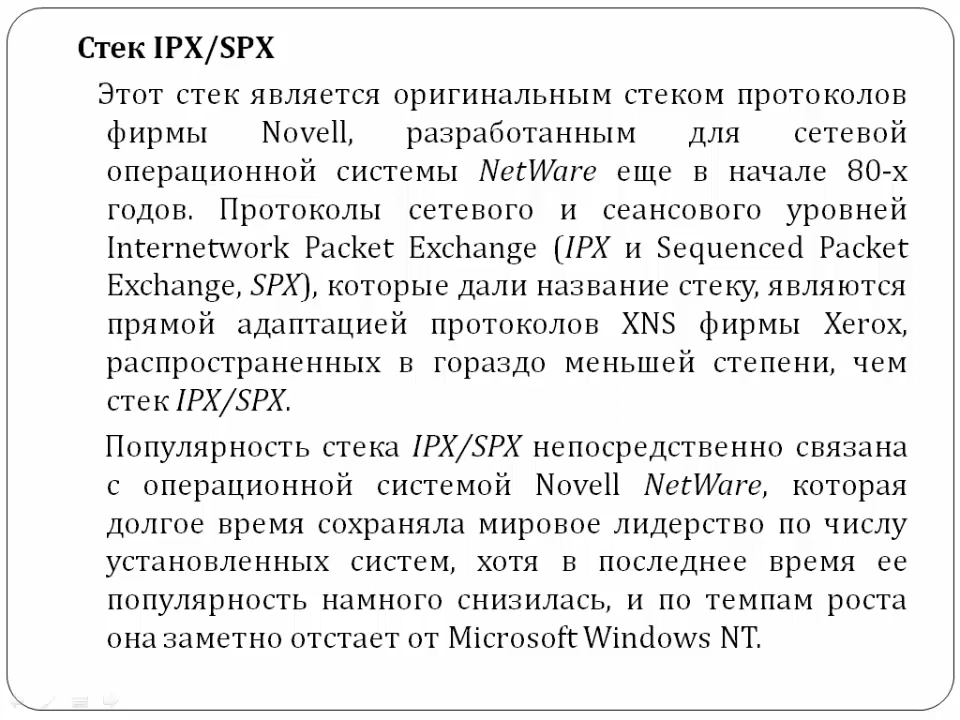 Стек IPX/SPX
Этот стек является оригинальным стеком протоколов
фирмы Novell, разработанным для сетевой
операционной системы NetWare еще в начале 80-х
годов. Протоколы сетевого и сеансового уровней
Internetwork Packet Exchange (IPX и Sequenced Packet
Exchange, SPX), которые дали название стеку, являются
прямой адаптацией протоколов XNS фирмы Xerox,
распространенных в гораздо меньшей степени, чем
стек IPX/SPX.
Популярность стека IPX/SPX непосредственно связана
с операционной системой Novell NetWare, которая
долгое время сохраняла мировое лидерство по числу
установленных систем, хотя в последнее время ее
популярность намного снизилась, и по темпам роста
она заметно отстает от Microsoft Windows NT.